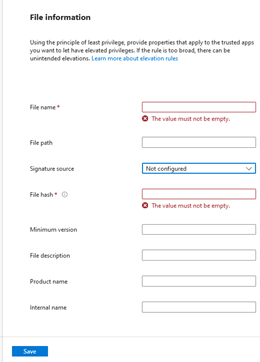 File information
Using the principle of least privilege, provide properties that apply to the trusted apps
you want to let have elevated privileges. If the rule is too broad, there can be
unintended elevations. Learn more about elevation rules
File name *
The value must not be empty.
File path
Signature source
Not configured
File hash *
The value must not be empty.
Minimum version
File description
Product name
Internal name
Save